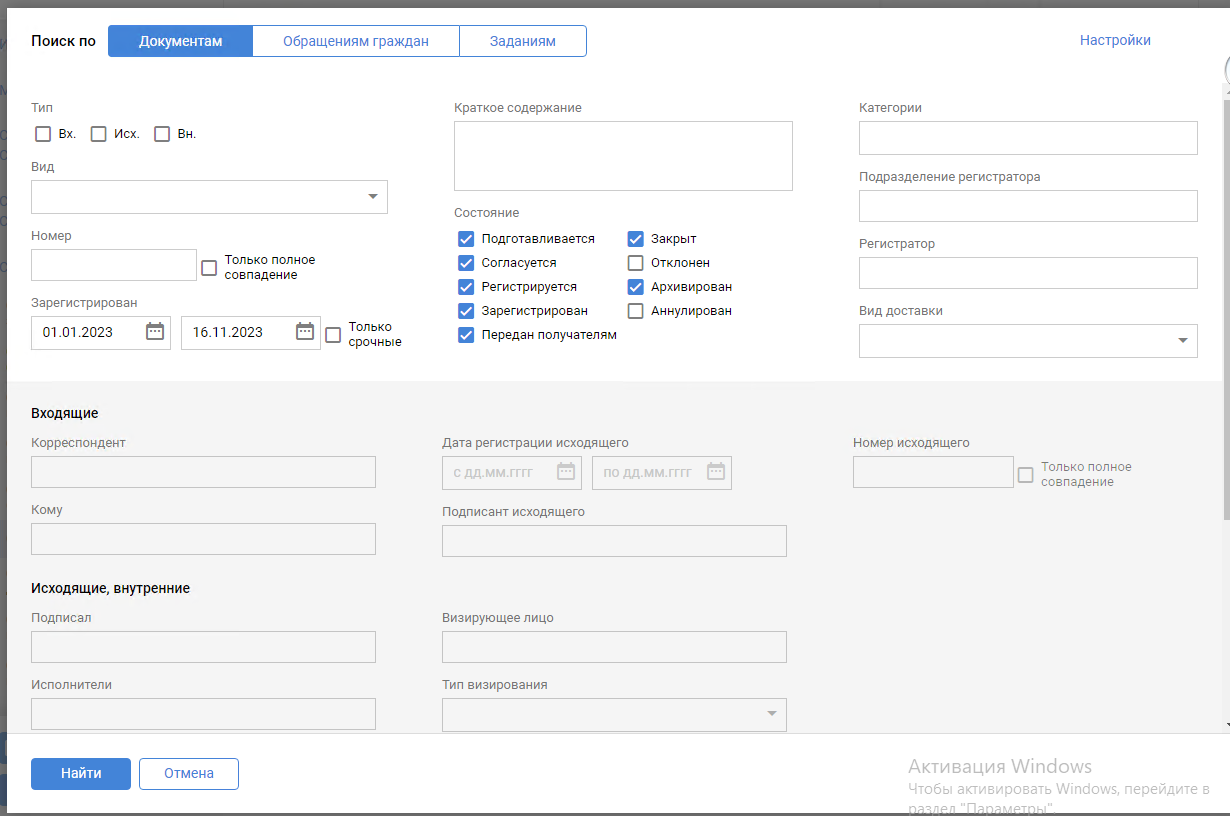 Поиск по Документам Обращениям граждан Заданиям Настройки
Тип
Вх. Исх. Вн.
Вид
Номер
Только полное
совпадение
Зарегистрирован
01.01.2023 16.11.2023
Только
срочные
Краткое содержание
Состояние
Подготавливается Закрыт
Согласуется Отклонен
Регистрируется Архивирован
Зарегистрирован Аннулирован
Передан получателям
Категории
Подразделение регистратора
Регистратор
Вид доставки
Входящие
Корреспондент
Кому
Дата регистрации исходящего
с дд.мм.гггг по дд.мм.гггг
Подписант исходящего
Номер исходящего
Только полное
совпадение
Исходящие, внутренние
Подписал
Исполнители
Визирующее лицо
Тип визирования
Найти Отмена
Активация Windows
Чтобы активировать Windows, перейдите в
раздел "Параметры".